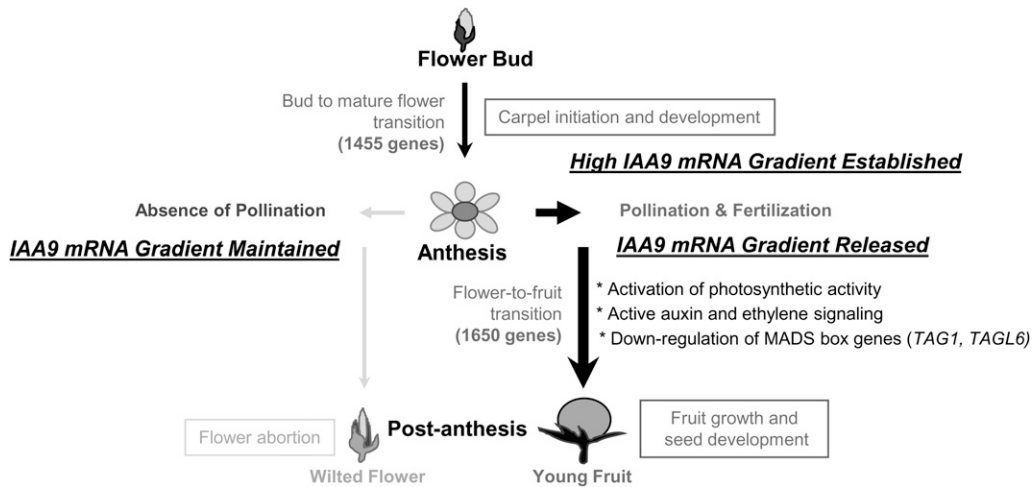 Flower Bud
Bud to mature flower
transition
(1455 genes)
Carpel initiation and development
High IAA9 mRNA Gradient Established
Absence of Pollination
Pollination & Fertilization
IAA9 mRNA Gradient Maintained
Anthesis
IAA9 mRNA Gradient Released
Flower-to-fruit
transition
(1650 genes)
* Activation of photosynthetic activity
* Active auxin and ethylene signaling
* Down-regulation of MADS box genes (TAG1, TAGL6)
Flower abortion
Post-anthesis
Fruit growth and
seed development
Wilted Flower
Young Fruit